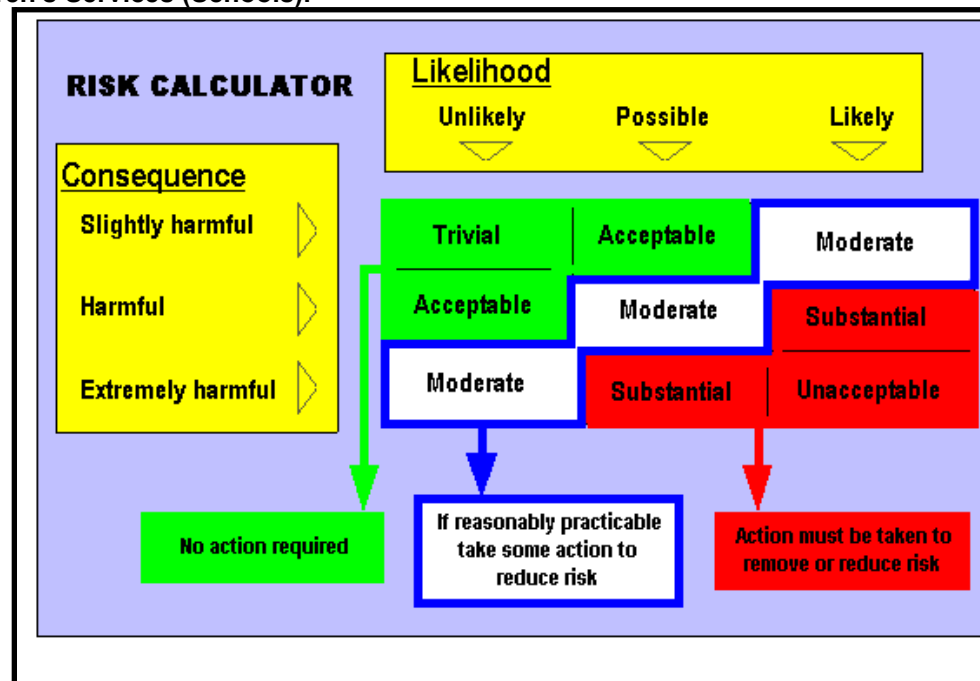 Services (Schools).
RISK CALCULATOR
Likelihood
Unlikely Possible Likely
Consequence
Slightly harmful
Trivial Acceptable Moderate
Harmful
Acceptable Moderate Substantial
Extremely harmful
Moderate Substantial Unacceptable
No action required
If reasonably practicable
take some action to
reduce risk
Action must be taken to
remove or reduce risk